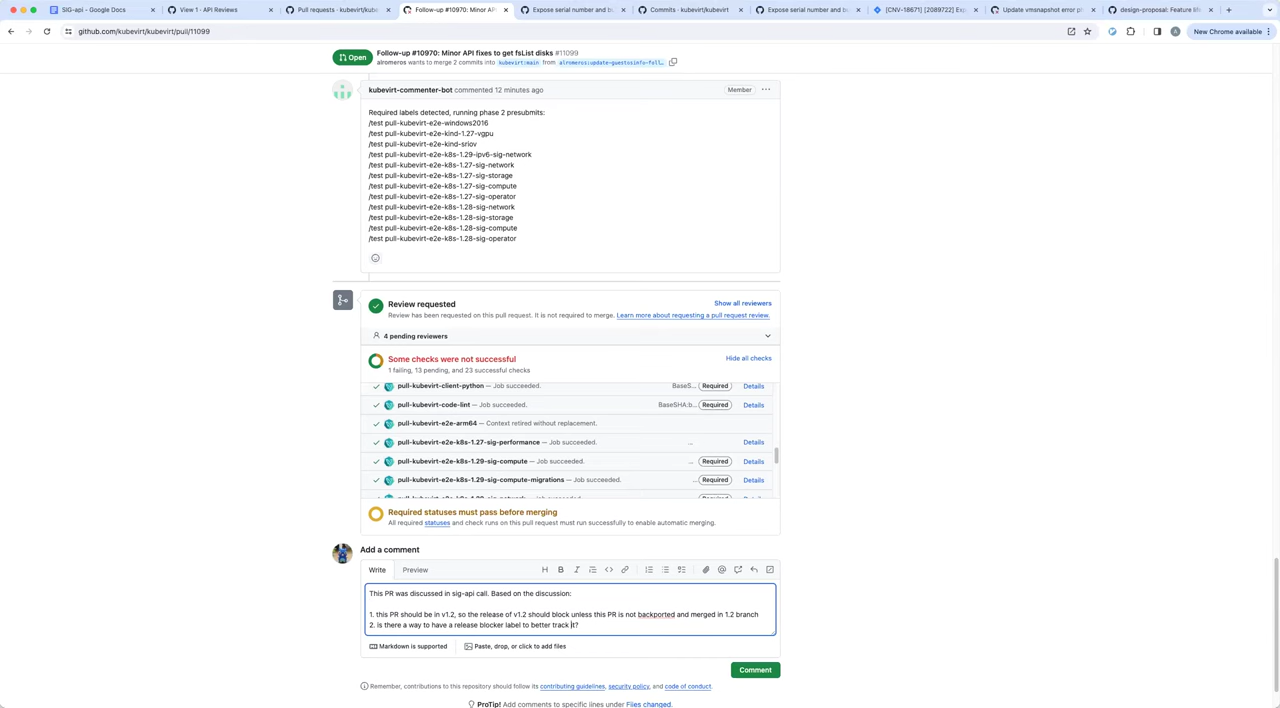 SIG-api - Google Docs
View 1 · API Reviews
Pull requests · kubevirt/kube
Follow-up #10970: Minor API
Expose serial number and bu
Commits · kubevirt/kubevirt
Expose serial number and bo
[CNV-18671] [2089722] Exp
Update vmsnapshot error p
design-proposal: Feature life
github.com/kubevirt/kubevirt/pull/11099
New Chrome available
Open
Follow-up #10970: Minor API fixes to get fsList disks #11099
alromeros wants to merge 2 commits into kubevirt:main from alromeros:update-guestosinfo-foll…
kubevirt-commenter-bot commented 12 minutes ago
Member
Required labels detected, running phase 2 presubmits:
/test pull-kubevirt-e2e-windows2016
/test pull-kubevirt-e2e-kind-1.27-vgpu
/test pull-kubevirt-e2e-kind-sriov
/test pull-kubevirt-e2e-k8s-1.29-ipv6-sig-network
/test pull-kubevirt-e2e-k8s-1.27-sig-network
/test pull-kubevirt-e2e-k8s-1.27-sig-storage
/test pull-kubevirt-e2e-k8s-1.27-sig-compute
/test pull-kubevirt-e2e-k8s-1.27-sig-operator
/test pull-kubevirt-e2e-k8s-1.28-sig-network
/test pull-kubevirt-e2e-k8s-1.28-sig-storage
/test pull-kubevirt-e2e-k8s-1.28-sig-compute
/test pull-kubevirt-e2e-k8s-1.28-sig-operator
Review requested
Show all reviewers
Review has been requested on this pull request. It is not required to merge. Learn more about requesting a pull request review.
4 pending reviewers
Some checks were not successful
Hide all checks
1 failing, 13 pending, and 23 successful checks
pull-kubevirt-client-python — Job succeeded. BaseS... Required Details
pull-kubevirt-code-lint — Job succeeded. BaseSHA:b... Required Details
pull-kubevirt-e2e-arm64 — Context retired without replacement.
pull-kubevirt-e2e-k8s-1.27-sig-performance — Job succeeded. ... Details
pull-kubevirt-e2e-k8s-1.29-sig-compute — Job succeeded. ... Required Details
pull-kubevirt-e2e-k8s-1.29-sig-compute-migrations — Job succeeded. ... Required Details
Required statuses must pass before merging
All required statuses and check runs on this pull request must run successfully to enable automatic merging.
Add a comment
Write
Preview
This PR was discussed in sig-api call. Based on the discussion:
1. this PR should be in v1.2, so the release of v1.2 should block unless this PR is not backported and merged in 1.2 branch
2. is there a way to have a release blocker label to better track it?
Markdown is supported
Paste, drop, or click to add files
Comment
Remember, contributions to this repository should follow its contributing guidelines, security policy, and code of conduct.
ProTip! Add comments to specific lines under Files changed.